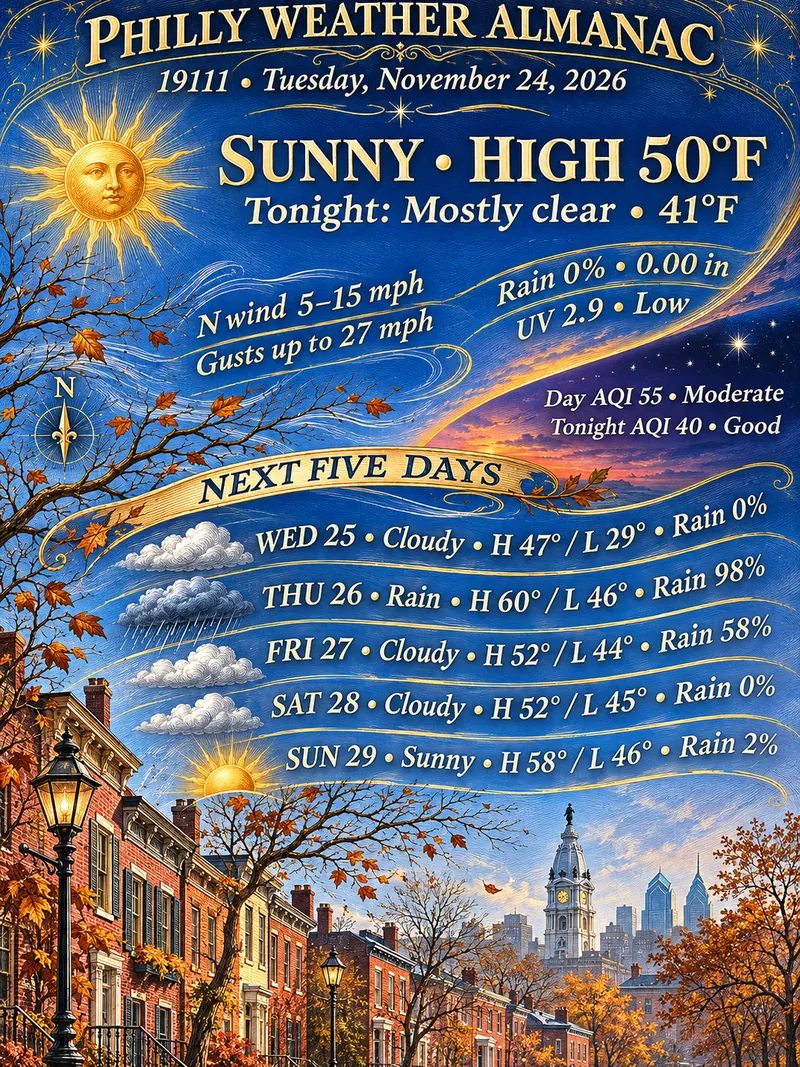 PHILLY WEATHER ALMANAC
19111 • Tuesday, November 24, 2026
SUNNY • HIGH 50°F
Tonight: Mostly clear • 41°F
N wind 5–15 mph
Gusts up to 27 mph
Rain 0% • 0.00 in
UV 2.9 • Low
N
Day AQI 55 • Moderate
Tonight AQI 40 • Good
NEXT FIVE DAYS
WED 25 • Cloudy • H 47° / L 29° • Rain 0%
THU 26 • Rain • H 60° / L 46° • Rain 98%
FRI 27 • Cloudy • H 52° / L 44° • Rain 58%
SAT 28 • Cloudy • H 52° / L 45° • Rain 0%
SUN 29 • Sunny • H 58° / L 46° • Rain 2%